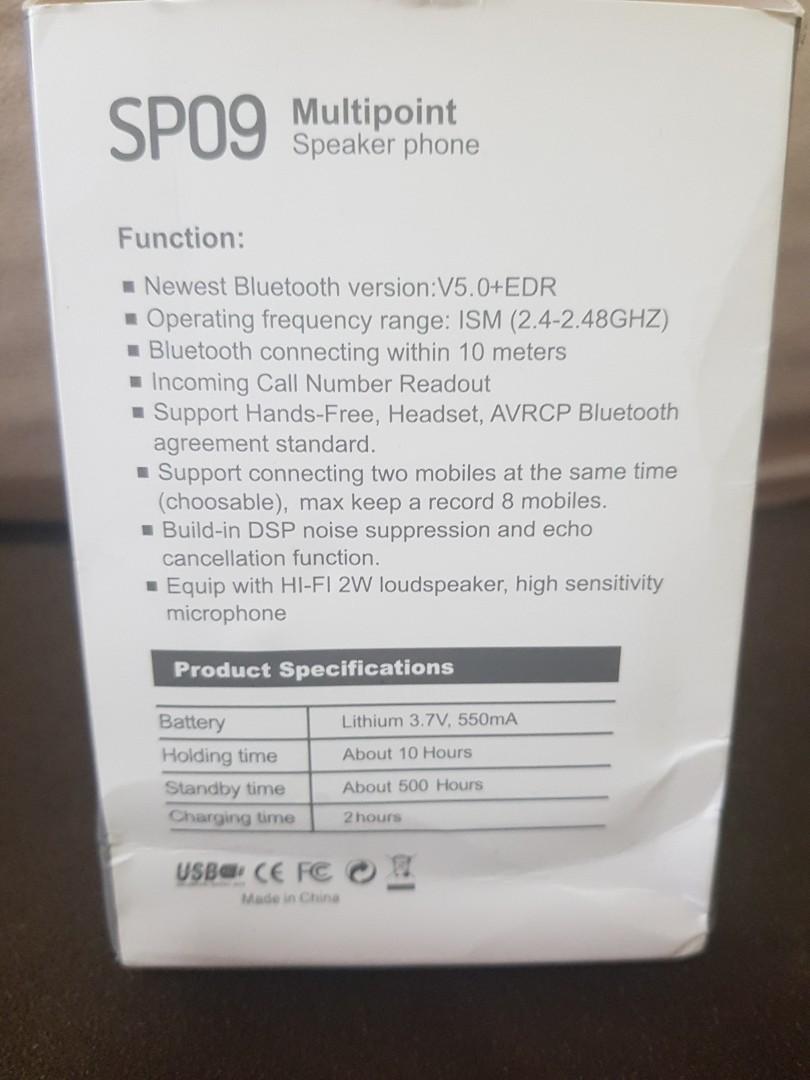 SP09 Multipoint
Speaker phone
Function:
■ Newest Bluetooth version:V5.0+EDR
■ Operating frequency range: ISM (2.4-2.48GHZ)
■ Bluetooth connecting within 10 meters
■ Incoming Call Number Readout
■ Support Hands-Free, Headset, AVRCP Bluetooth
agreement standard.
■ Support connecting two mobiles at the same time
(choosable), max keep a record 8 mobiles.
■ Build-in DSP noise suppression and echo
cancellation function.
■ Equip with HI-FI 2W loudspeaker, high sensitivity
microphone
Product Specifications
Battery Lithium 3.7V, 550mA
Holding time About 10 Hours
Standby time About 500 Hours
Charging time 2hours
USB CE FC
Made in China